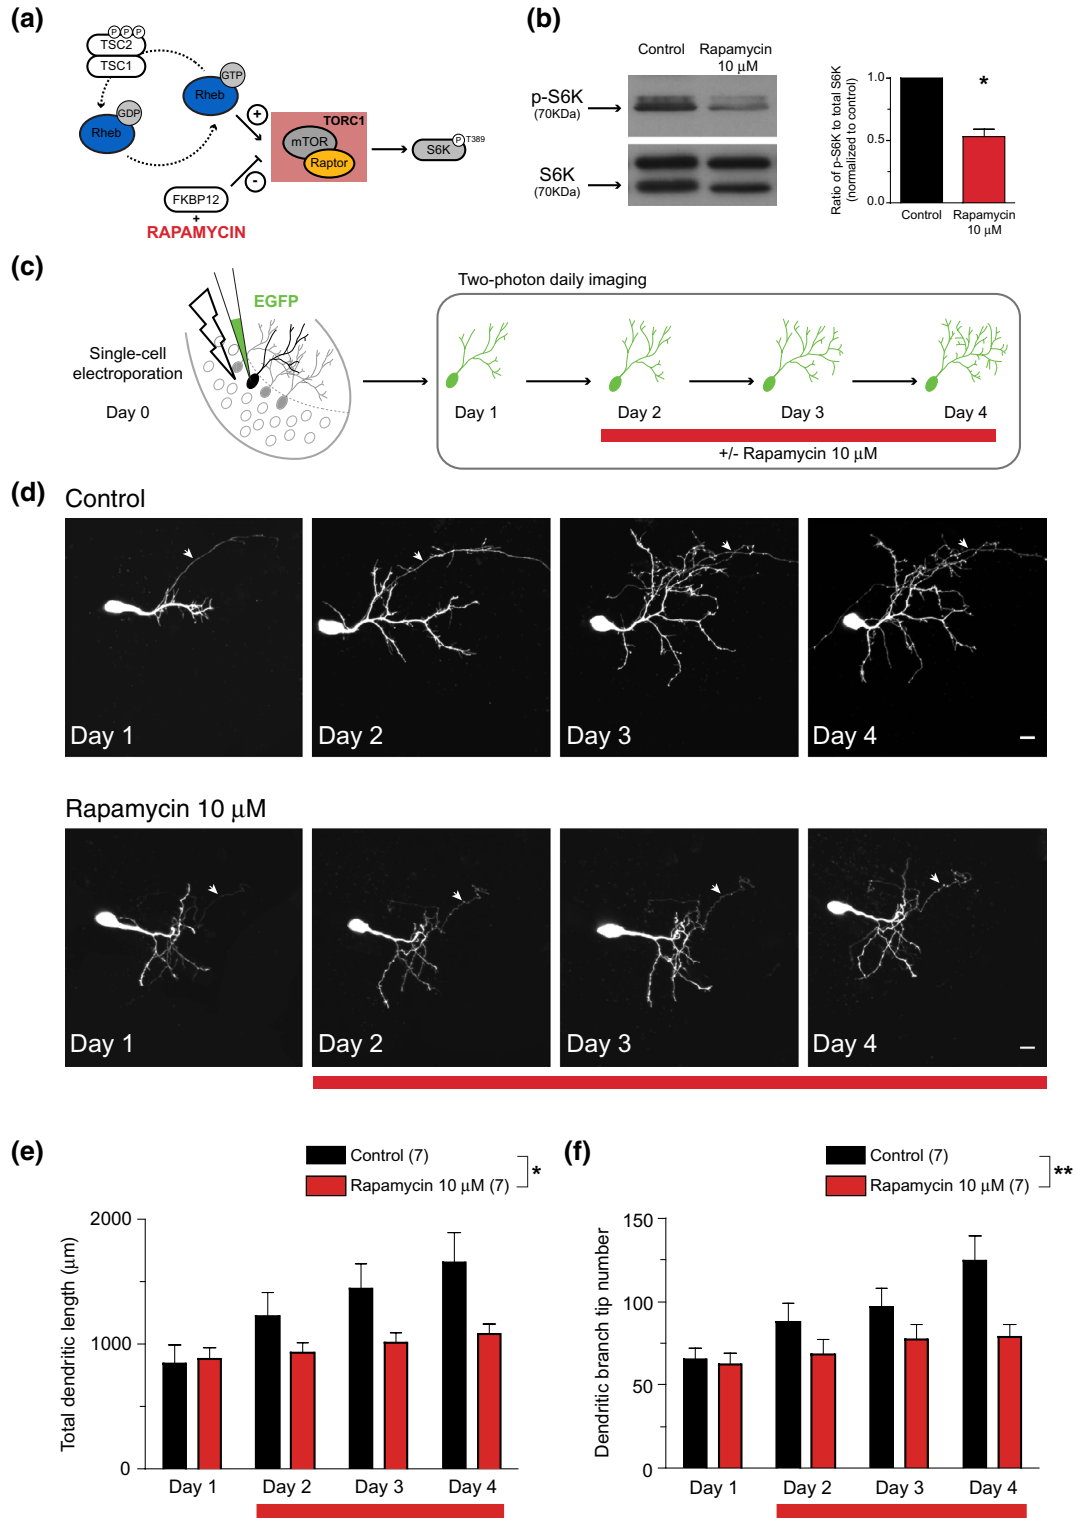 (a)
P P P
TSC2
TSC1
GTP
Rheb
GDP
Rheb
+
TORC1
mTOR
Raptor
P T389
S6K
-
FKBP12
+
RAPAMYCIN
(b)
Control
Rapamycin
10 μM
p-S6K
(70KDa)
S6K
(70KDa)
Ratio of p-S6K to total S6K
(normalized to control)
1.0
0.5
0.0
*
Control
Rapamycin
10 μM
(c)
Two-photon daily imaging
EGFP
Single-cell
electroporation
Day 0
Day 1
Day 2
Day 3
Day 4
+/- Rapamycin 10 μM
(d)
Control
Day 1
Day 2
Day 3
Day 4
Rapamycin 10 μM
Day 1
Day 2
Day 3
Day 4
(e)
Control (7)
Rapamycin 10 μM (7)
*
Total dendritic length (μm)
2000
1000
0
Day 1
Day 2
Day 3
Day 4
(f)
Control (7)
Rapamycin 10 μM (7)
**
Dendritic branch tip number
150
100
50
0
Day 1
Day 2
Day 3
Day 4